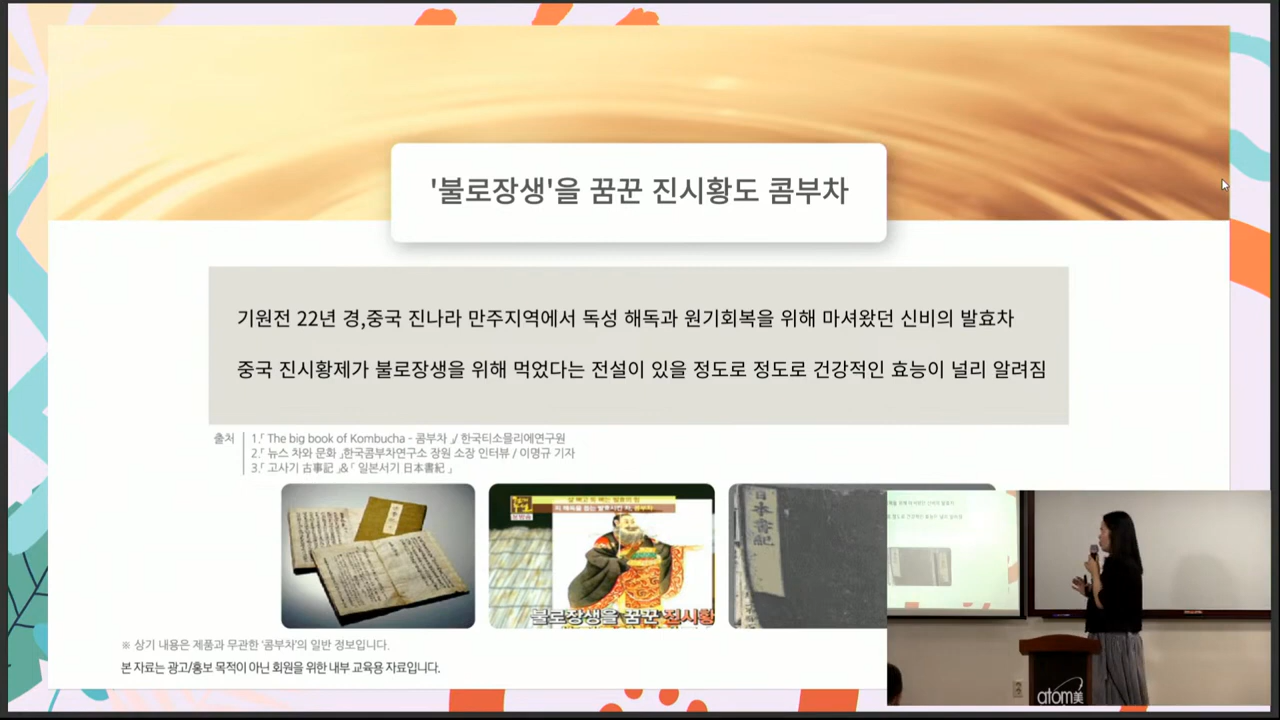 '불로장생'을 꿈꾼 진시황도 콤부차
기원전 22년 경,중국 진나라 만주지역에서 독성 해독과 원기회복을 위해 마셔왔던 신비의 발효차
중국 진시황제가 불로장생을 위해 먹었다는 전설이 있을 정도로 정도로 건강적인 효능이 널리 알려짐
출처
1.「 The big book of Kombucha - 콤부차 」/ 한국티소믈리에연구원
2.「 뉴스 차와 문화 」한국콤부차연구소 장원 소장 인터뷰 / 이명규 기자
3.「 고사기 古事記 」&「 일본서기 日本書紀 」
日本書紀
불로장생을 꿈꾼 진시황
※ 상기 내용은 제품과 무관한 '콤부차'의 일반 정보입니다.
본 자료는 광고/홍보 목적이 아닌 회원을 위한 내부 교육용 자료입니다.
atom美